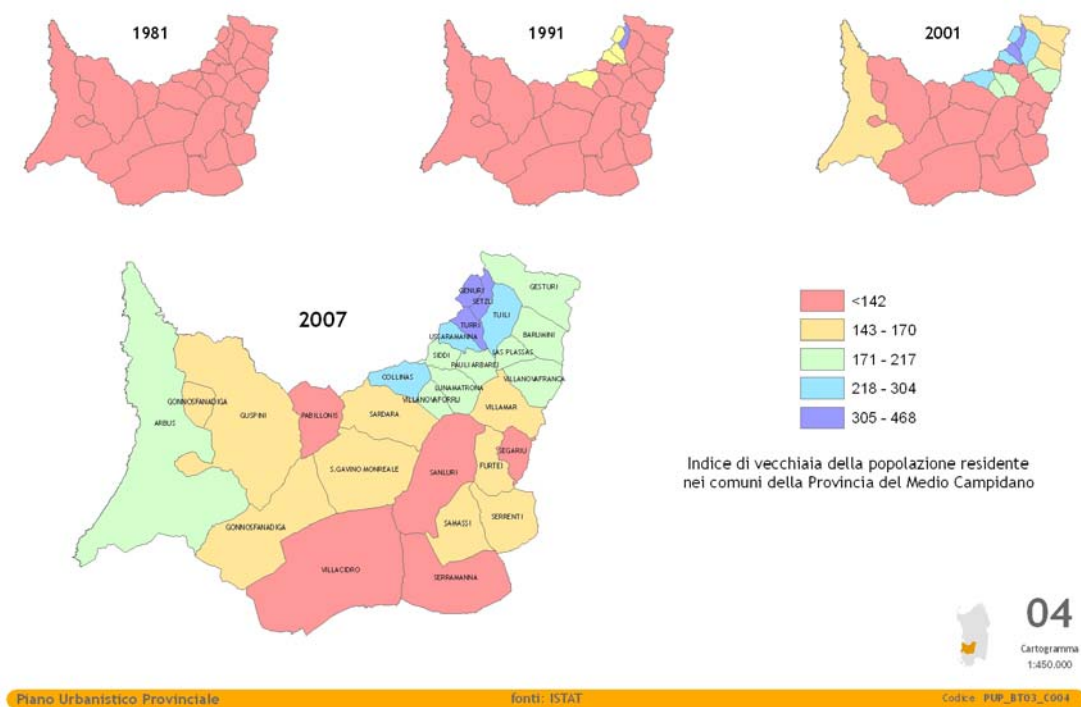 1981
1991
2001
2007
GENURI
SETZU
GESTURI
TUILI
TURRI
USSARAMANNA
BARUMINI
LAS PLASSAS
SIDDI
PAULI ARBAREI
COLLINAS
VILLANOVAFRANCA
LUNAMATRONA
VILLANOVAFORRU
GONNOSFANADIGA
GUSPINI
PABILLONIS
SARDARA
VILLAMAR
ARBUS
S.GAVINO MONREALE
SANLURI
FURTEI
SEGARIU
GONNOSFANADIGA
SAMASSI
SERRENTI
VILLACIDRO
SERRAMANNA
<142
143 - 170
171 - 217
218 - 304
305 - 468
Indice di vecchiaia della popolazione residente
nei comuni della Provincia del Medio Campidano
04
Cartogramma
1:450.000
Piano Urbanistico Provinciale
fonti: ISTAT
Codice: PUP_BT03_C004